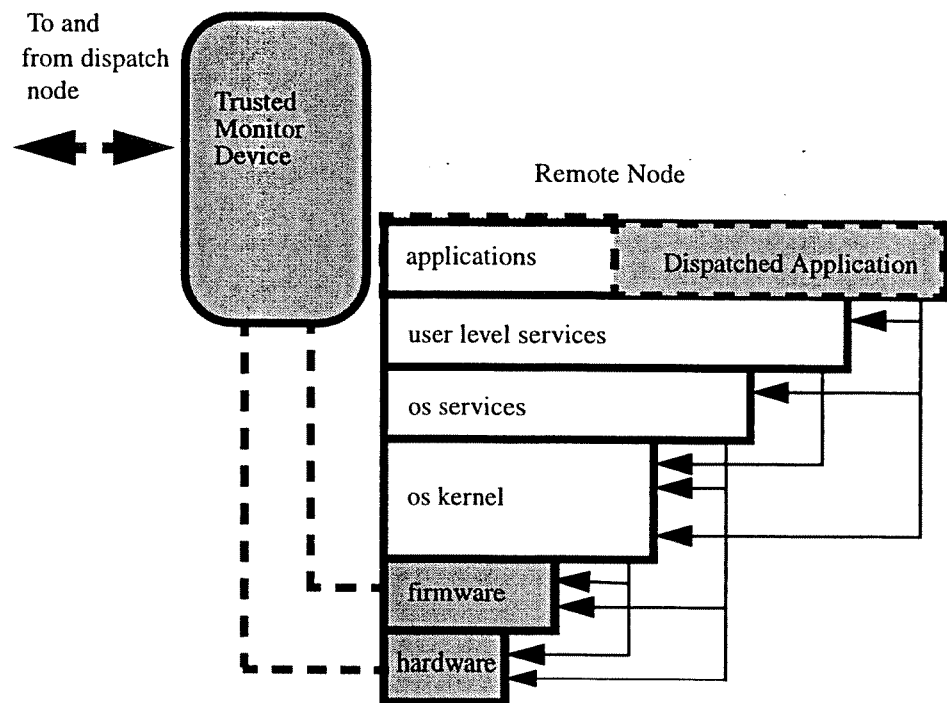 To and
from dispatch
node
Trusted
Monitor
Device
Remote Node
applications
Dispatched Application
user level services
os services
os kernel
firmware
hardware